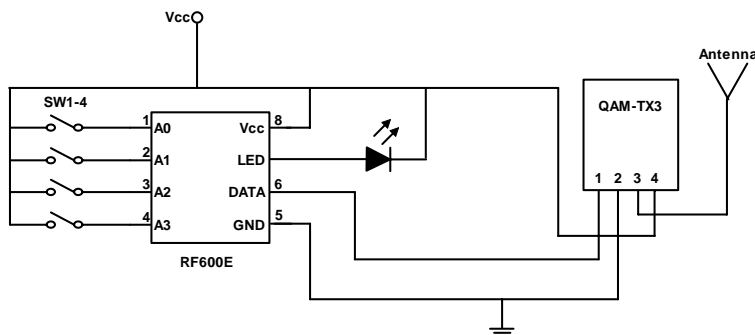 Vcc
Antenna
SW1-4
QAM-TX3
1 A0 Vcc 8
2 A1 LED
3 A2 DATA 6
4 A3 GND 5
1 2 3 4
RF600E